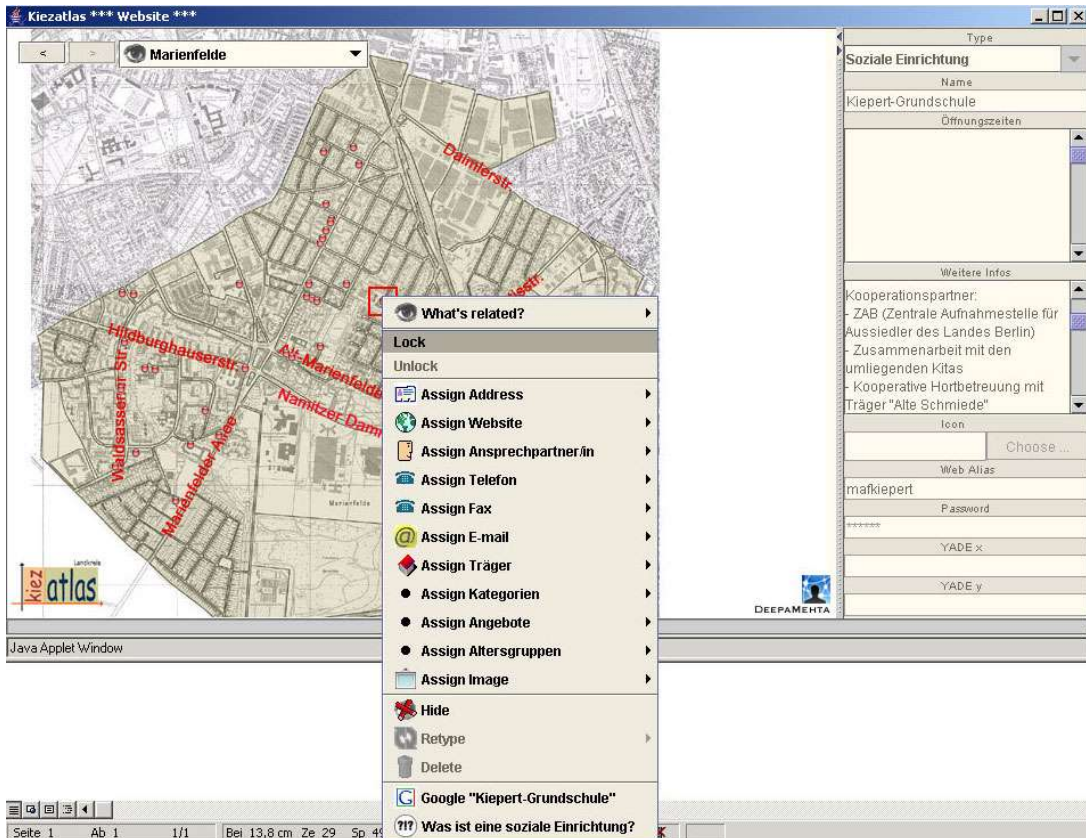 Kiezatlas *** Website ***
<
>
Marienfelde
Daimlerstr.
Hildburghauserstr.
Alt-Marienfelde
Waldsassener Str.
Marienfelder Allee
Marienfelde
Landkreis
kiez atlas
DEEPAMEHTA
Type
Soziale Einrichtung
Name
Kiepert-Grundschule
Öffnungszeiten
Weitere Infos
Kooperationspartner:
- ZAB (Zentrale Aufnahmestelle für
Aussiedler des Landes Berlin)
- Zusammenarbeit mit den
umliegenden Kitas
- Kooperative Hortbetreuung mit
Träger "Alte Schmiede"
Icon
Choose ...
Web Alias
mafkiepert
Password
******
YADE x
YADE y
What's related?
Lock
Unlock
Assign Address
Assign Website
Assign Ansprechpartner/in
Assign Telefon
Assign Fax
Assign E-mail
Assign Träger
Assign Kategorien
Assign Angebote
Assign Altersgruppen
Assign Image
Hide
Retype
Delete
Google "Kiepert-Grundschule"
Was ist eine soziale Einrichtung?
Java Applet Window
Seite 1 Ab 1 1/1 Bei 13,8 cm Ze 29 Sp